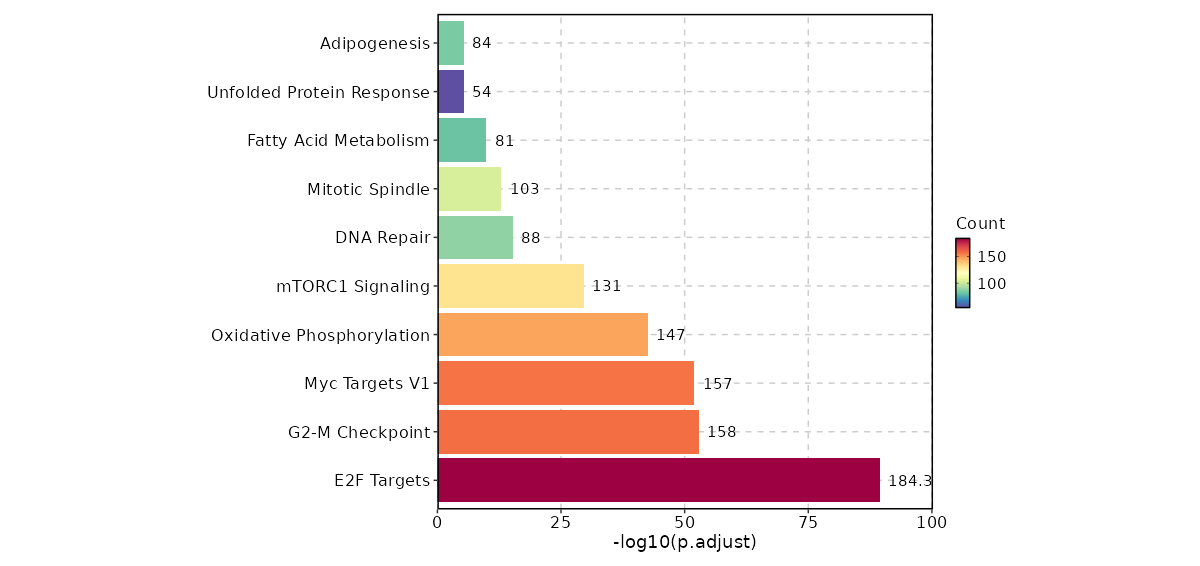 Adipogenesis 84
Unfolded Protein Response 54
Fatty Acid Metabolism 81
Mitotic Spindle 103
DNA Repair 88
mTORC1 Signaling 131
Oxidative Phosphorylation 147
Myc Targets V1 157
G2-M Checkpoint 158
E2F Targets 184.3
0 25 50 75 100
-log10(p.adjust)
Count
150
100